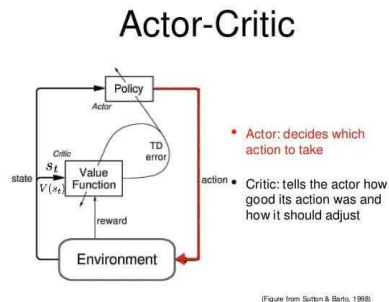 Actor-Critic
Policy
Actor
TD
error
Critic
s_t
Value
Function
state
V(s_t)
reward
action
Environment
• Actor: decides which
action to take
• Critic: tells the actor how
good its action was and
how it should adjust
(Figure from Sutton & Barto, 1998)